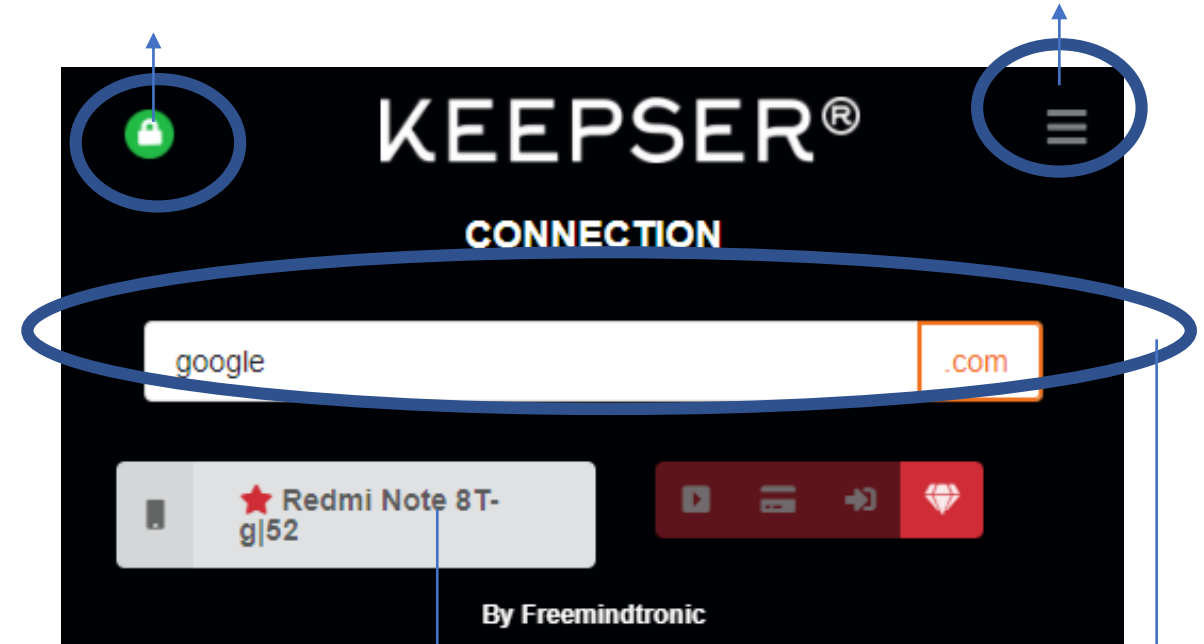 KEEPSER®
CONNECTION
google .com
Redmi Note 8T-
g|52
By Freemindtronic